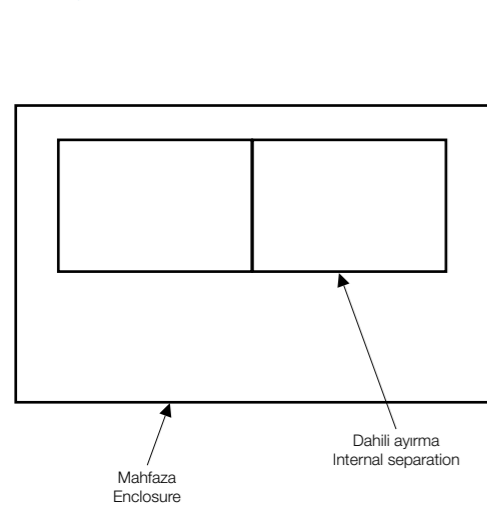 Dahili ayırma
Internal separation
Mahfaza
Enclosure